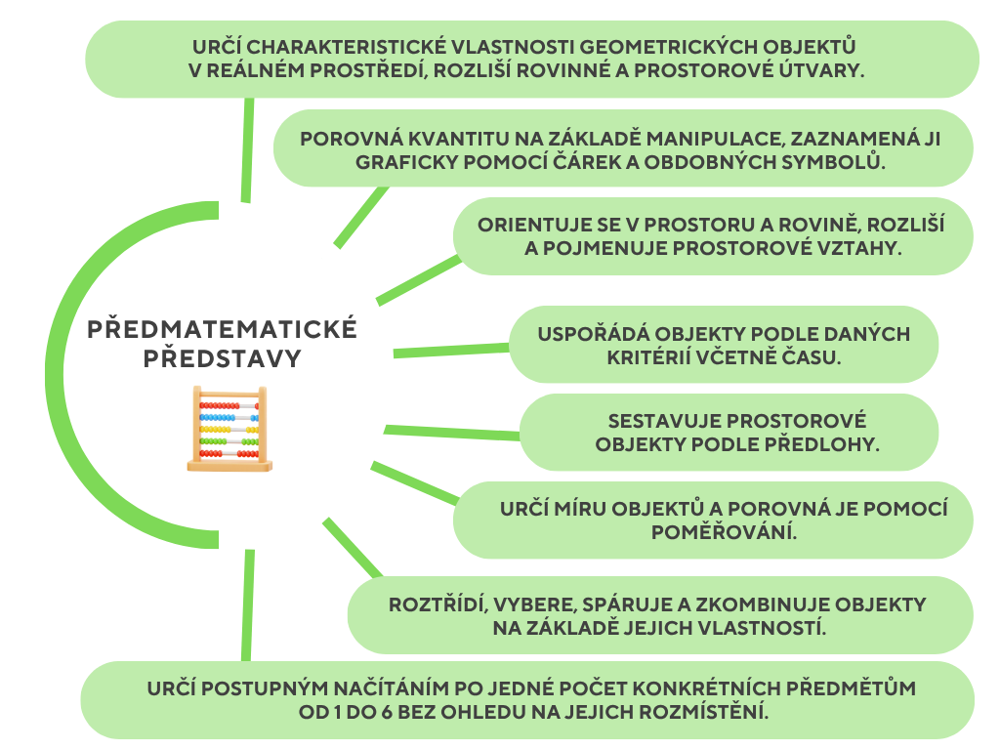 URČÍ CHARAKTERISTICKÉ VLASTNOSTI GEOMETRICKÝCH OBJEKTŮ
V REÁLNÉM PROSTŘEDÍ, ROZLIŠÍ ROVINNÉ A PROSTOROVÉ ÚTVARY.
POROVNÁ KVANTITU NA ZÁKLADĚ MANIPULACE, ZAZNAMENÁ JI
GRAFICKY POMOCÍ ČÁREK A OBDOBNÝCH SYMBOLŮ.
ORIENTUJE SE V PROSTORU A ROVINĚ, ROZLIŠÍ
A POJMENUJE PROSTOROVÉ VZTAHY.
PŘEDMATEMATICKÉ
PŘEDSTAVY
USPOŘÁDÁ OBJEKTY PODLE DANÝCH
KRITÉRIÍ VČETNĚ ČASU.
SESTAVUJE PROSTOROVÉ
OBJEKTY PODLE PŘEDLOHY.
URČÍ MÍRU OBJEKTŮ A POROVNÁ JE POMOCÍ
POMĚŘOVÁNÍ.
ROZTŘÍDÍ, VYBERE, SPÁRUJE A ZKOMBINUJE OBJEKTY
NA ZÁKLADĚ JEJICH VLASTNOSTÍ.
URČÍ POSTUPNÝM NAČÍTÁNÍM PO JEDNÉ POČET KONKRÉTNÍCH PŘEDMĚTŮM
OD 1 DO 6 BEZ OHLEDU NA JEJICH ROZMÍSTĚNÍ.